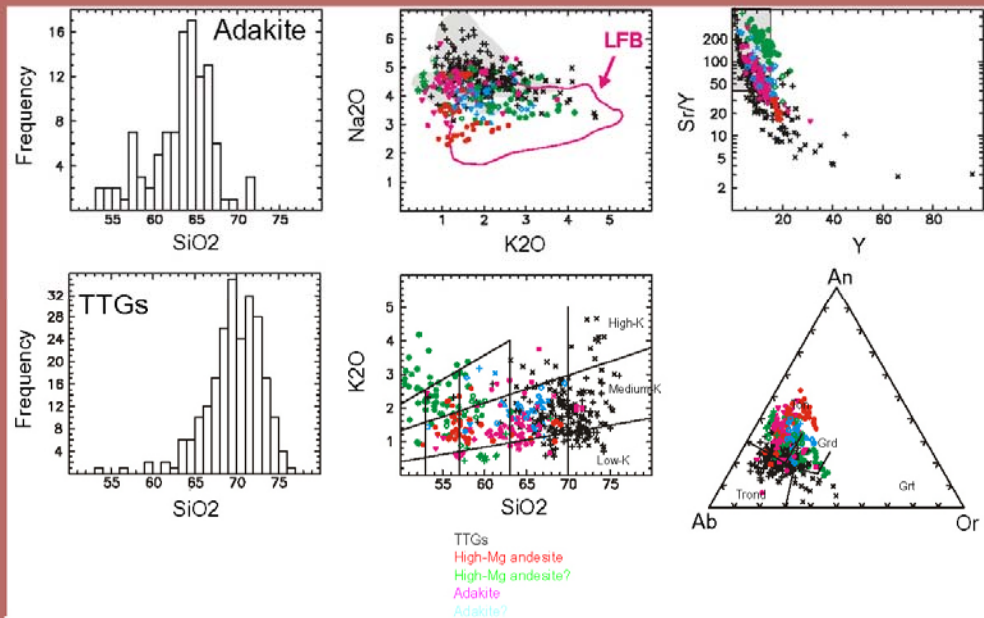 Adakite
Frequency
16
12
8
4
55 60 65 70 75
SiO2
LFB
Na2O
6
5
4
3
2
1
1 2 3 4 5
K2O
Sr/Y
200
100
50
20
10
5
2
20 40 60 80
Y
TTGs
Frequency
32
28
24
20
16
12
8
4
55 60 65 70 75
SiO2
K2O
5
4
3
2
1
High-K
Medium-K
Low-K
55 60 65 70 75
SiO2
An
Grd
Trond
Grt
Ab Or
TTGs
High-Mg andesite
High-Mg andesite?
Adakite
Adakite?